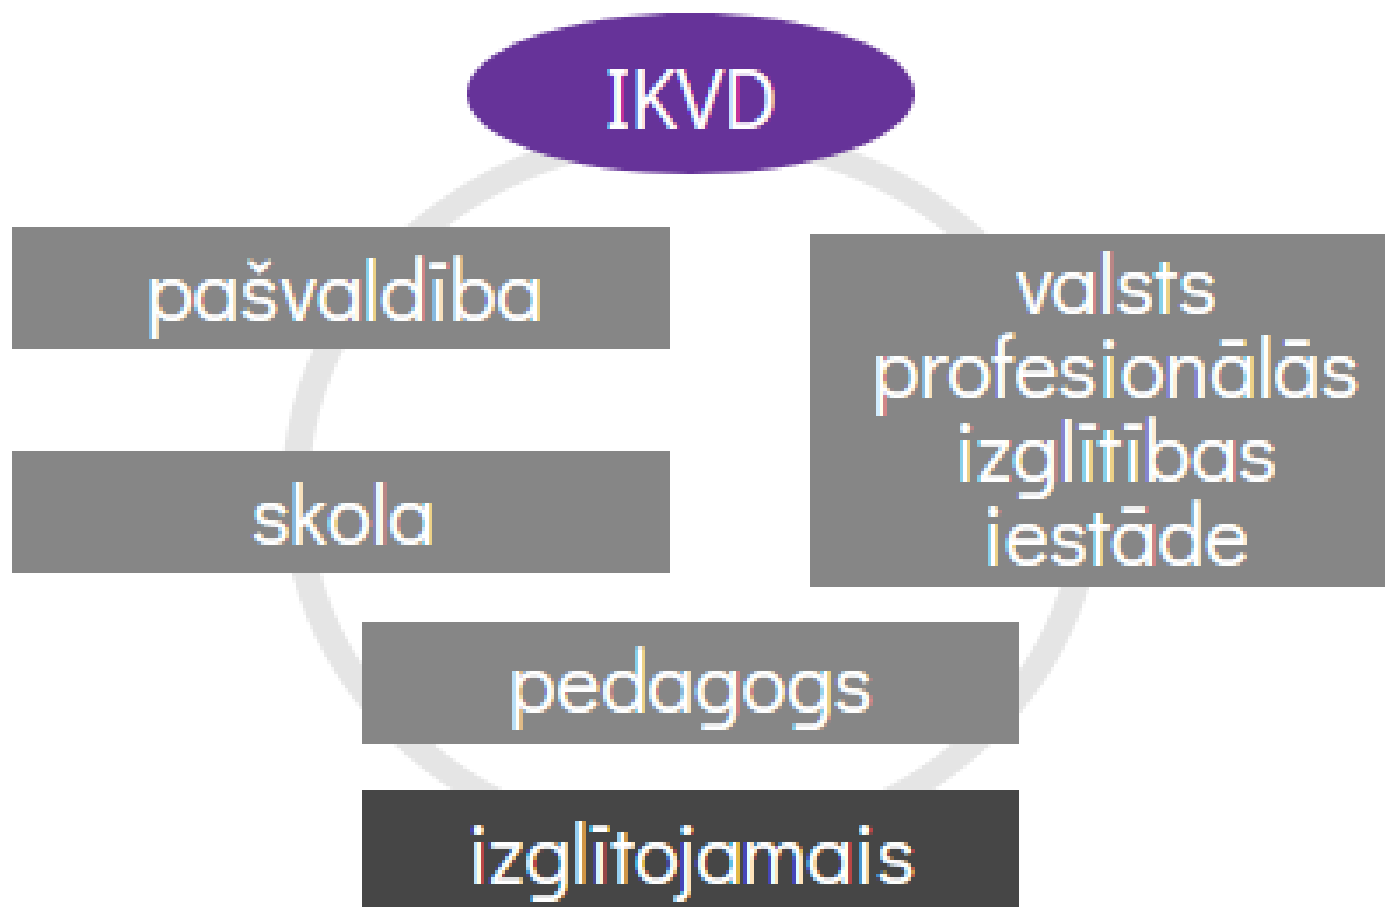 IKVD
pašvaldība
skola
valsts
profesionālās
izglītības
iestāde
pedagogs
izglītojamais